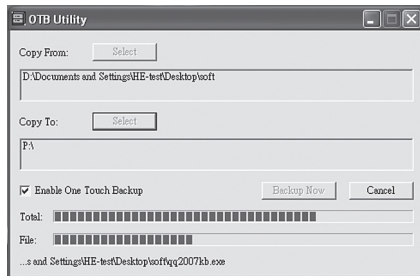 OTB Utility
Copy From: Select
D:\Documents and Settings\HE-test\Desktop\soft
Copy To: Select
P:\
Enable One Touch Backup Backup Now Cancel
Total:
File:
...s and Settings\HE-test\Desktop\soft\qq2007kb.exe